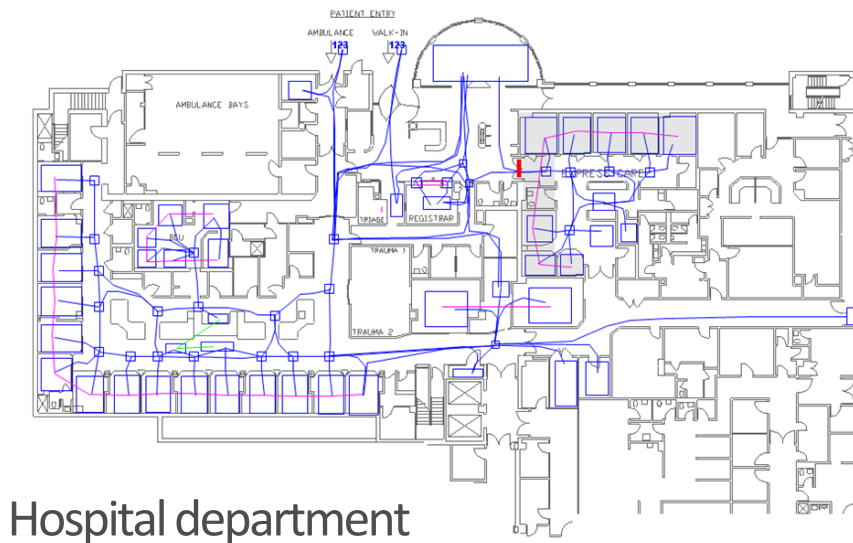 PATIENT ENTRY
AMBULANCE WALK-IN
123 123
AMBULANCE BAYS
EXPRESS CARE
TRIAGE
REGISTRAR
PSU
TRAUMA 1
TRAUMA 2
Hospital department